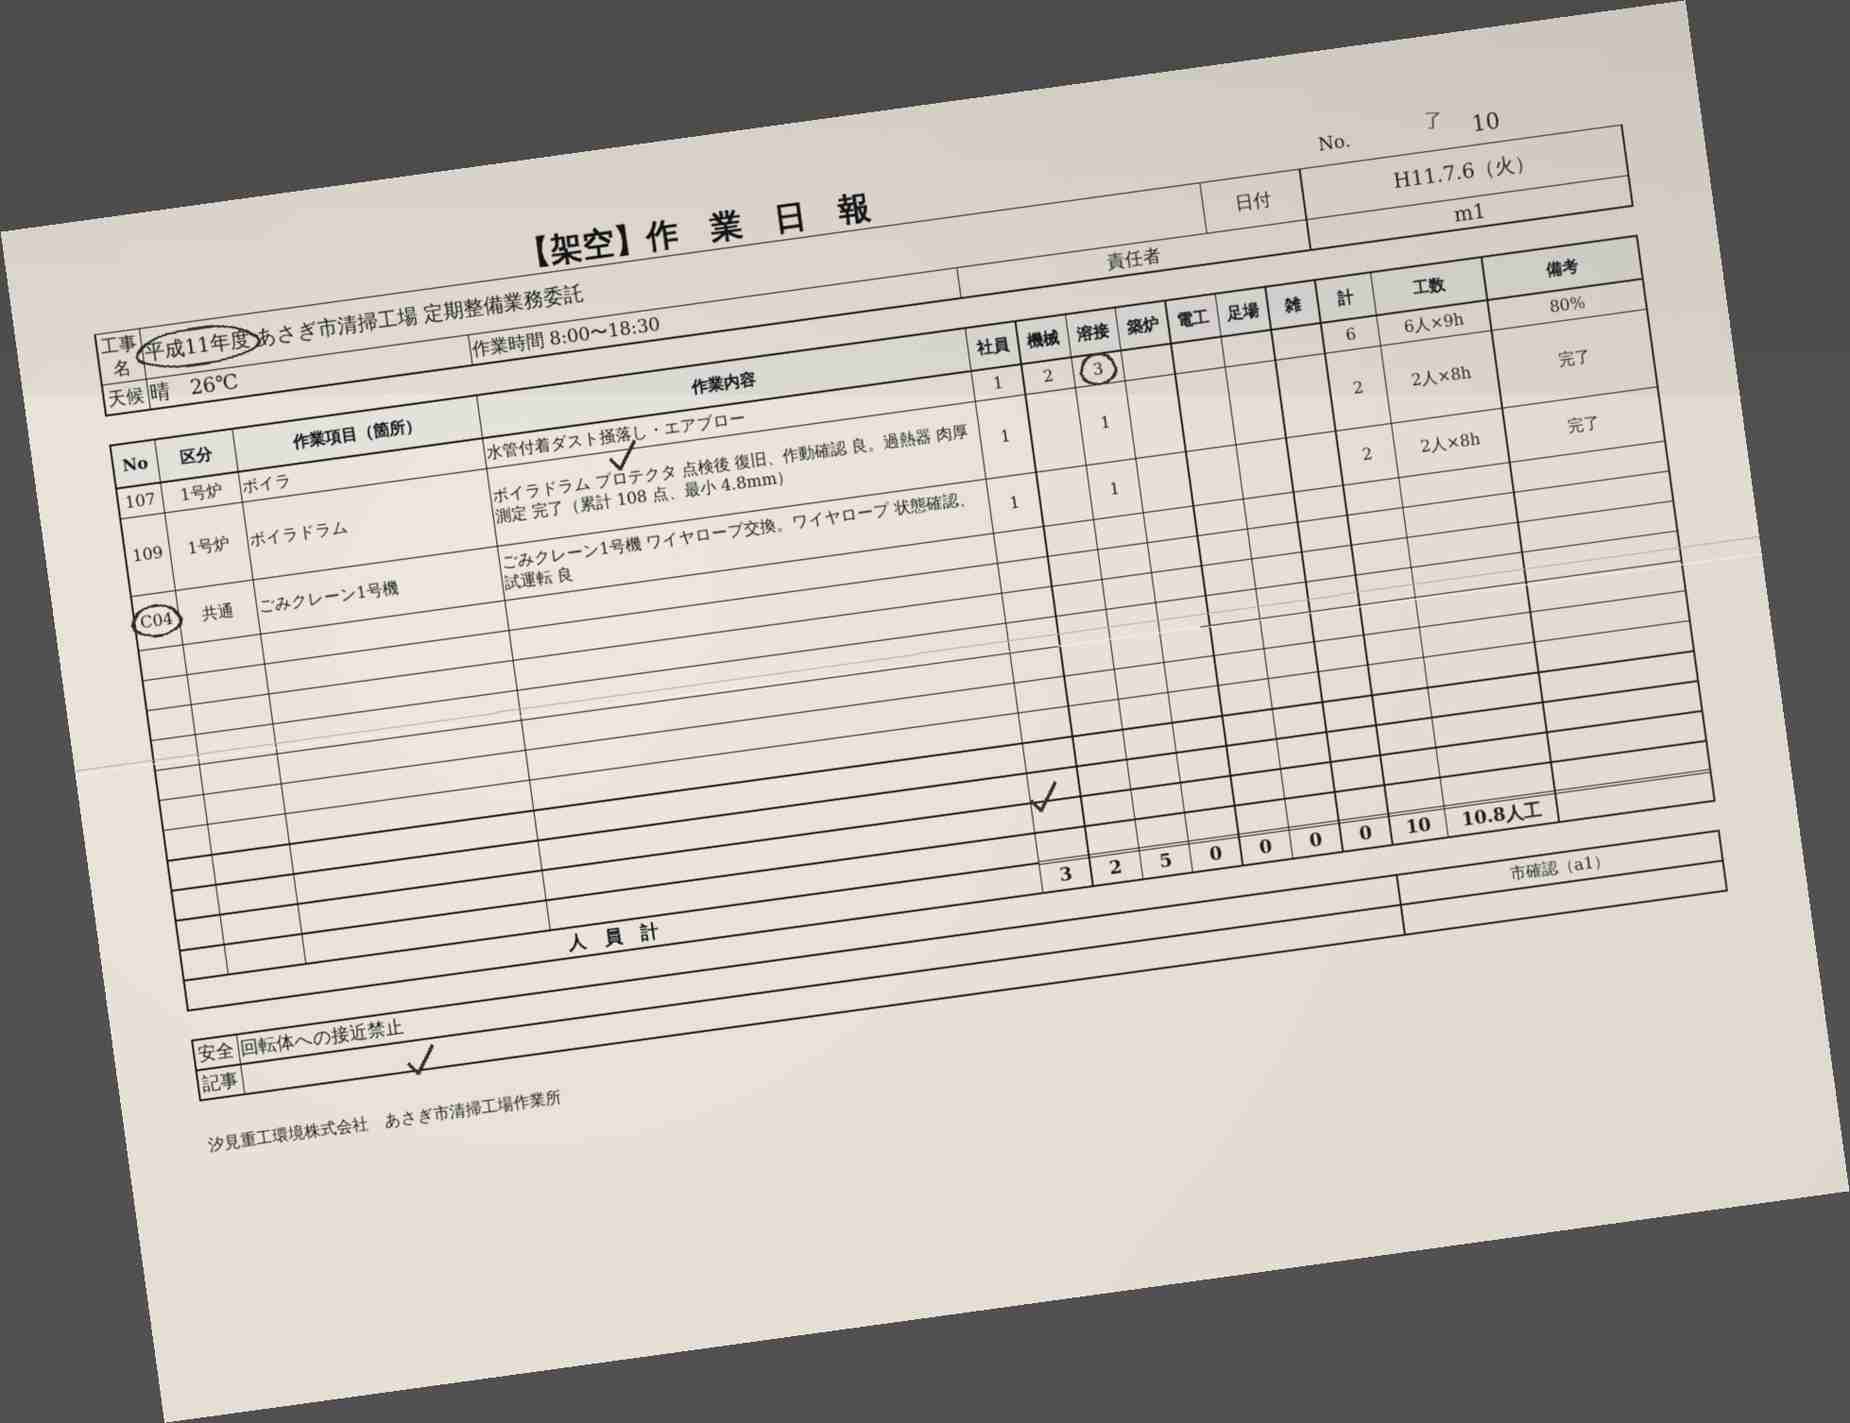 No. 了 10
【架空】作 業 日 報
工事名 平成11年度 あさぎ市清掃工場 定期整備業務委託 日付 H11.7.6（火）
天候 晴 26℃ 作業時間 8:00〜18:30 責任者 m1
No 区分 作業項目（箇所） 作業内容 社員 機械 溶接 築炉 電工 足場 雑 計 工数 備考
107 1号炉 ボイラ 水管付着ダスト掻落し・エアブロー 1 2 3 6 6人×9h 80%
109 1号炉 ボイラドラム ボイラドラム プロテクタ 点検後 復旧、作動確認 良。過熱器 肉厚
測定 完了（累計 108 点、最小 4.8mm） 1 1 2 2人×8h 完了
C04 共通 ごみクレーン1号機 ごみクレーン1号機 ワイヤロープ交換。ワイヤロープ 状態確認、
試運転 良 1 1 2 2人×8h 完了
人 員 計 3 2 5 0 0 0 0 10 10.8人工
安全 回転体への接近禁止 市確認（a1）
記事
汐見重工環境株式会社 あさぎ市清掃工場作業所